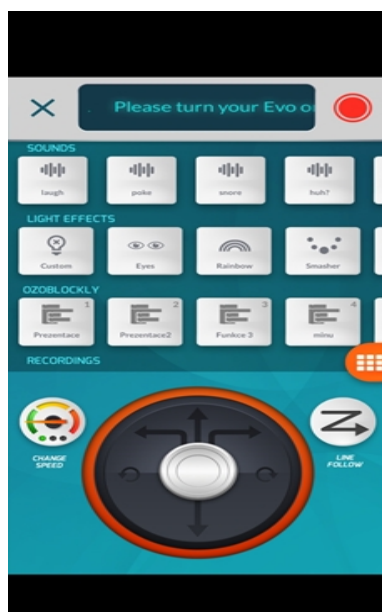 Please turn your Evo o
SOUNDS
laugh poke snore huh?
LIGHT EFFECTS
Custom Eyes Rainbow Smasher
OZOBLOCKLY
1 2 3 4
Prezentace Prezentace2 Funkce 3 minu
RECORDINGS
CHANGE
SPEED
LINE
FOLLOW